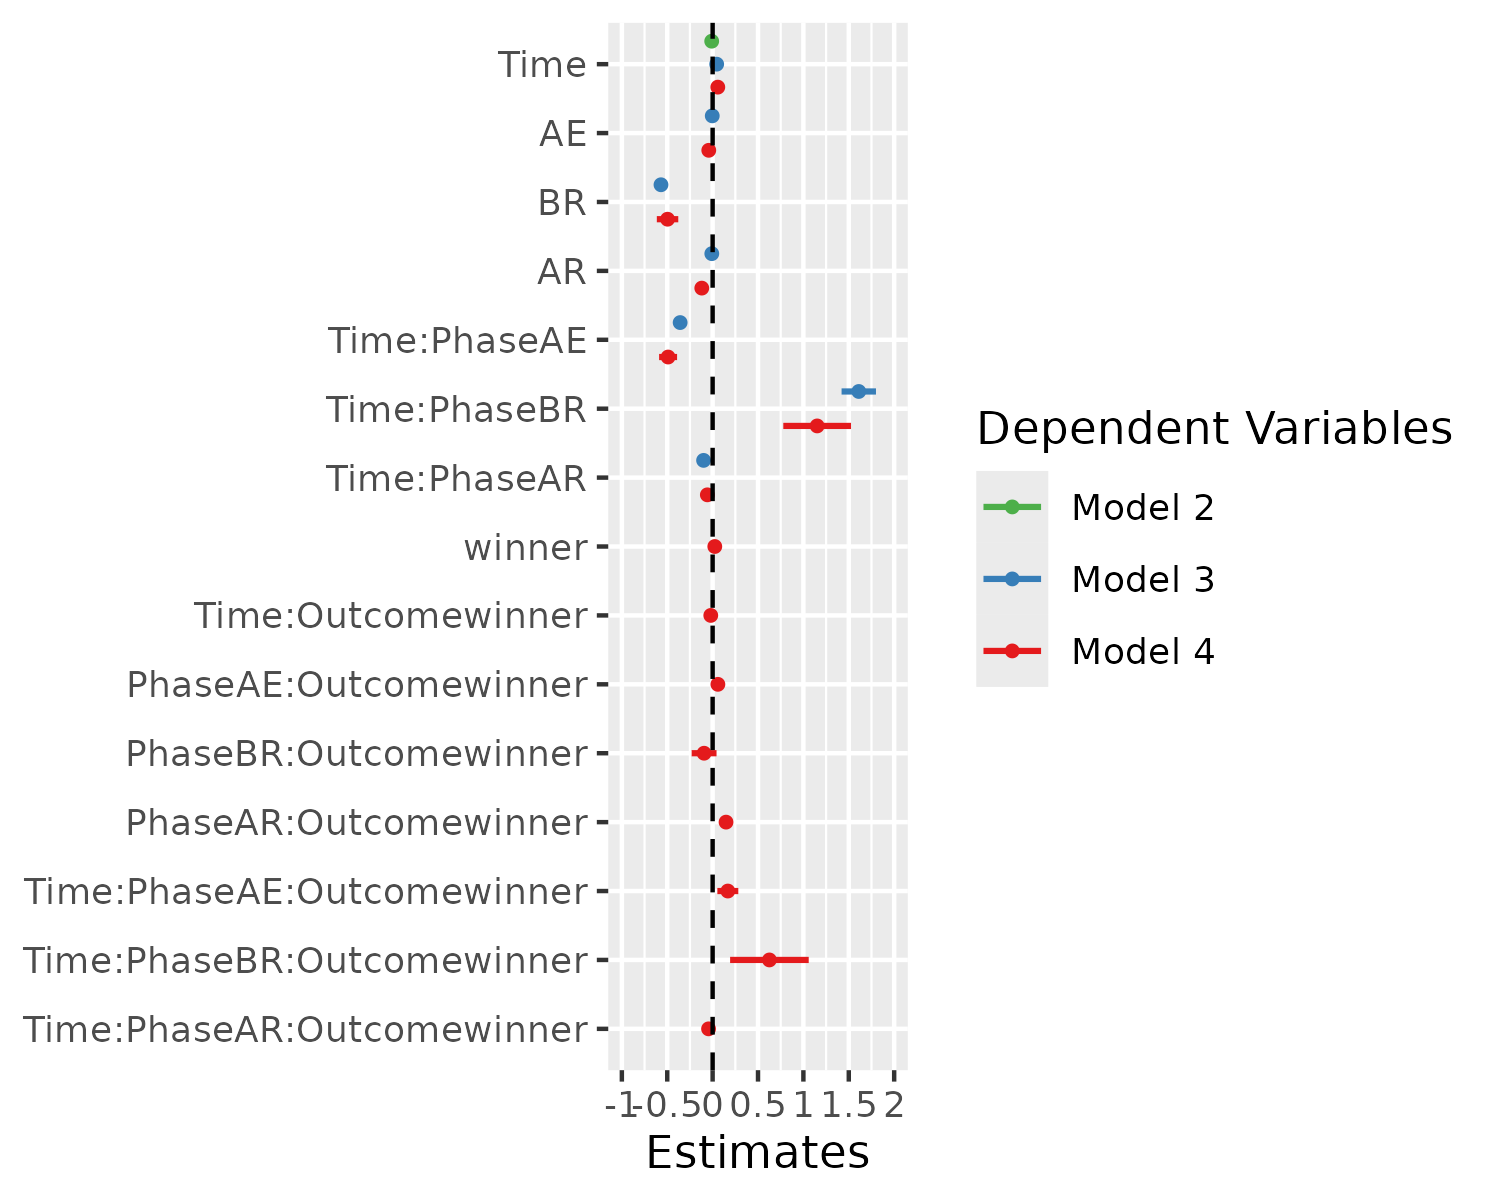 Time
AE
BR
AR
Time:PhaseAE
Time:PhaseBR
Time:PhaseAR
winner
Time:Outcomewinner
PhaseAE:Outcomewinner
PhaseBR:Outcomewinner
PhaseAR:Outcomewinner
Time:PhaseAE:Outcomewinner
Time:PhaseBR:Outcomewinner
Time:PhaseAR:Outcomewinner
-1 -0.5 0 0.5 1 1.5 2
Estimates
Dependent Variables
Model 2
Model 3
Model 4